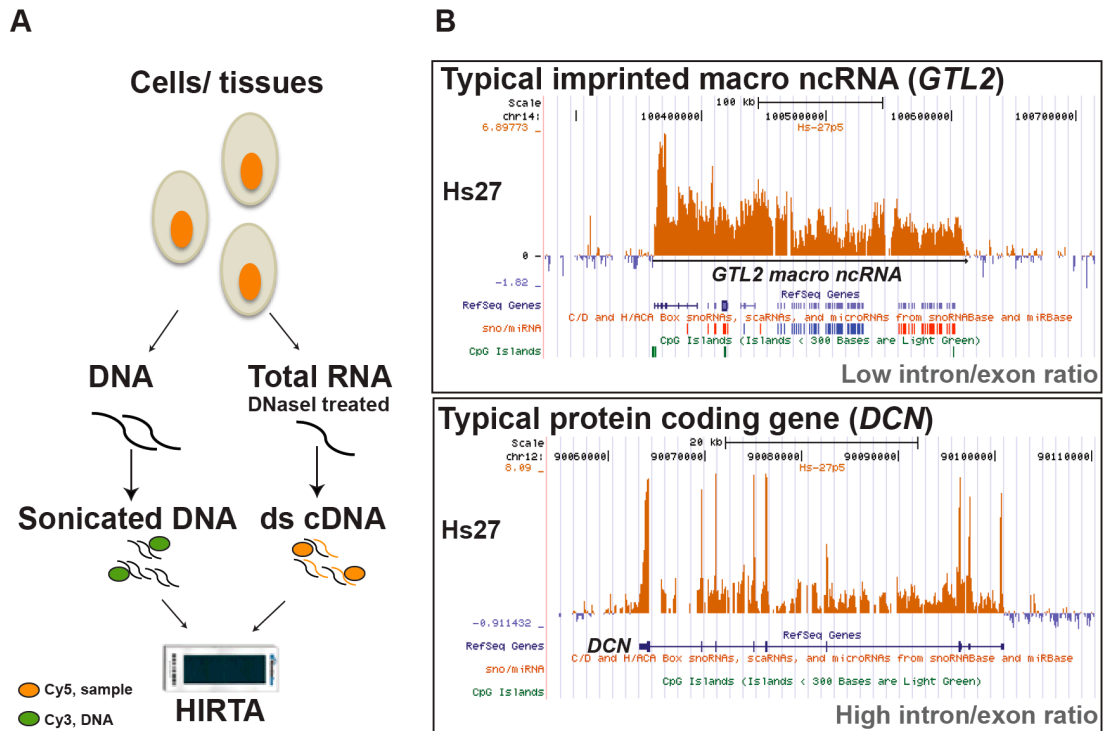 A
Cells/ tissues
DNA
Total RNA
DNaseI treated
Sonicated DNA
ds cDNA
HIRTA
Cy5, sample
Cy3, DNA
B
Typical imprinted macro ncRNA (GTL2)
Scale
100 kb
chr14:
100400000
100500000
100600000
100700000
6.89773 _
Hs-27p5
Hs27
0 –
GTL2 macro ncRNA
-1.82 _
RefSeq Genes
RefSeq Genes
C/D and H/ACA Box snoRNAs, scaRNAs, and microRNAs from snoRNABase and miRBase
sno/miRNA
CpG Islands (Islands < 300 Bases are Light Green)
CpG Islands
Low intron/exon ratio
Typical protein coding gene (DCN)
Scale
20 kb
chr12:
90060000
90070000
90080000
90090000
90100000
90110000
8.09 _
Hs-27p5
Hs27
-0.911432 _
RefSeq Genes
RefSeq Genes
DCN
C/D and H/ACA Box snoRNAs, scaRNAs, and microRNAs from snoRNABase and miRBase
sno/miRNA
CpG Islands (Islands < 300 Bases are Light Green)
CpG Islands
High intron/exon ratio